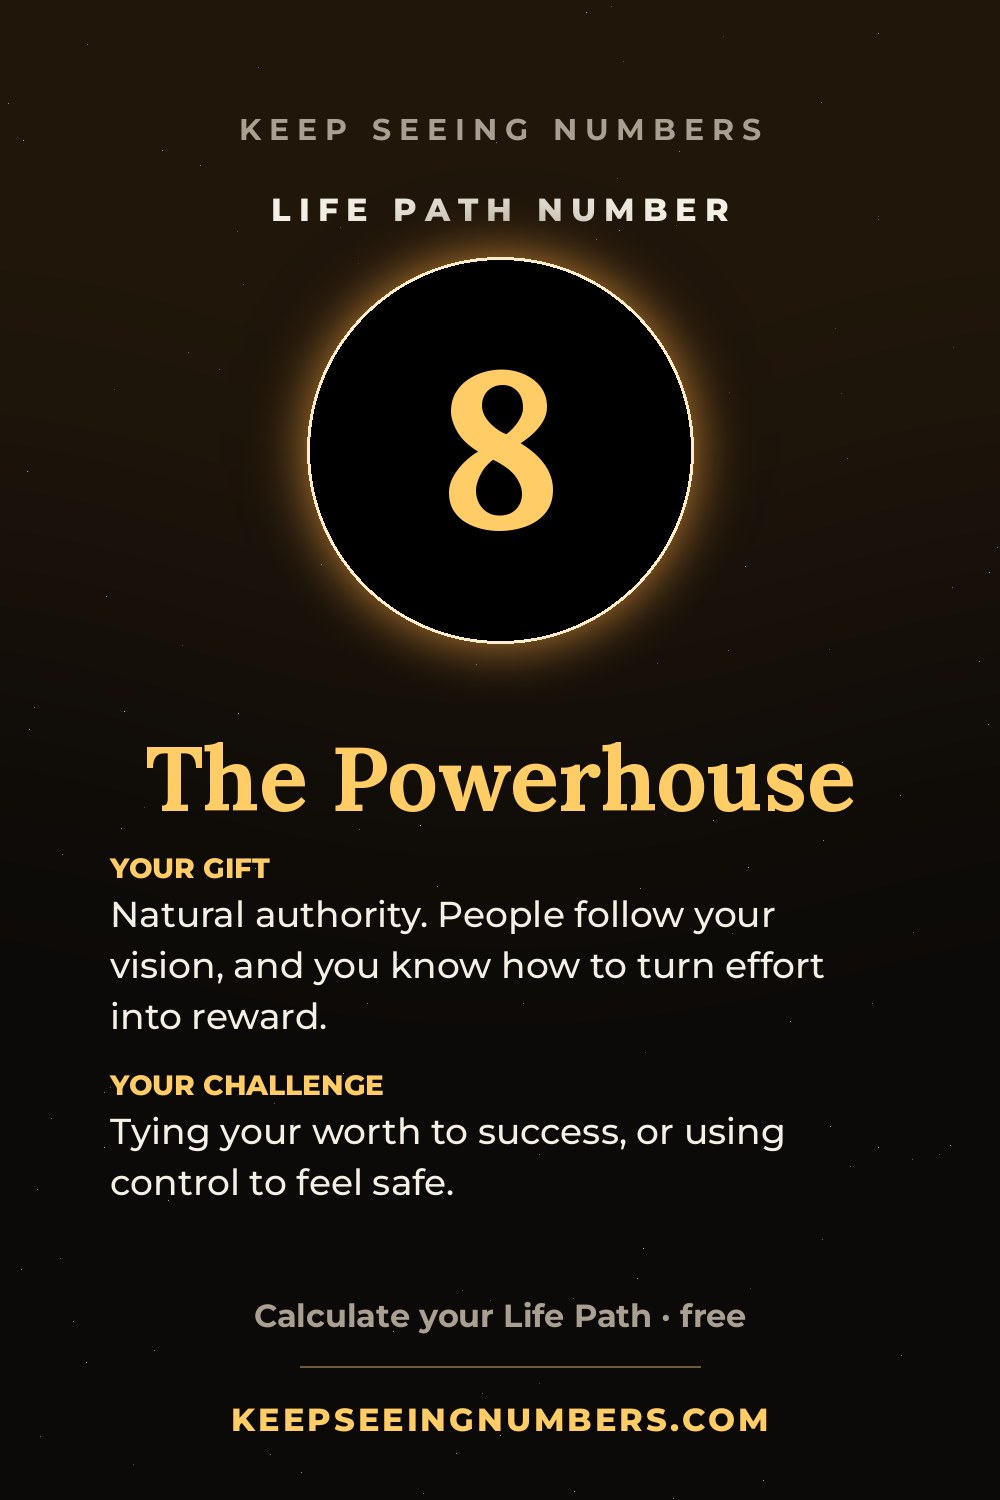 KEEP SEEING NUMBERS
LIFE PATH NUMBER
8
The Powerhouse
YOUR GIFT
Natural authority. People follow your
vision, and you know how to turn effort
into reward.
YOUR CHALLENGE
Tying your worth to success, or using
control to feel safe.
Calculate your Life Path · free
KEEPSEEINGNUMBERS.COM